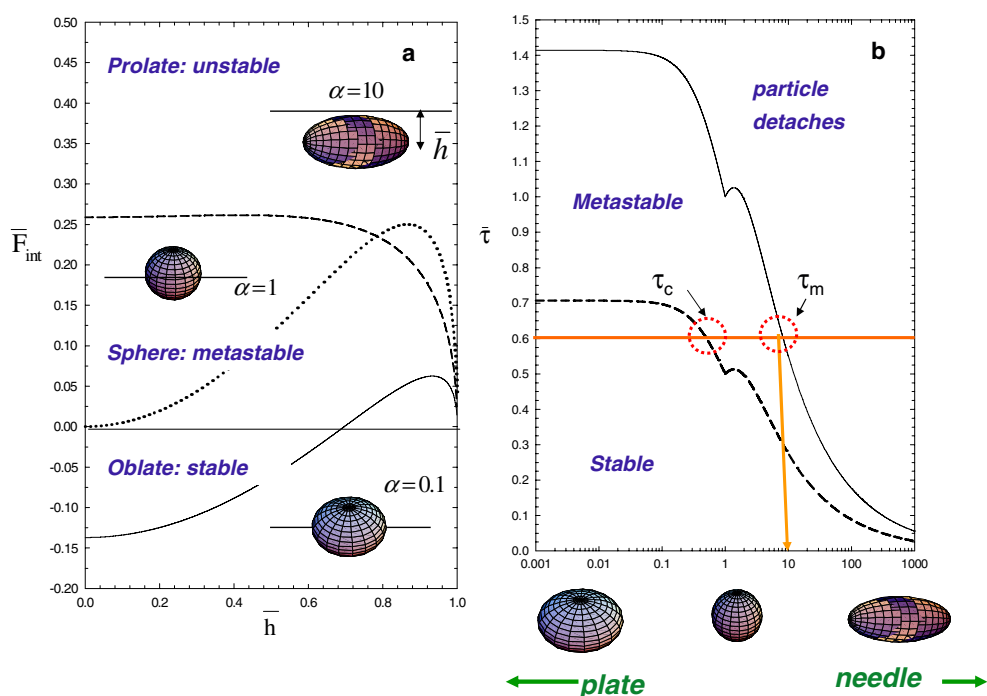 a
Prolate: unstable
α=10
h̅
F̅int
α=1
Sphere: metastable
Oblate: stable
α=0.1
0.50
0.45
0.40
0.35
0.30
0.25
0.20
0.15
0.10
0.05
0.00
-0.05
-0.10
-0.15
-0.20
0.0 0.2 0.4 0.6 0.8 1.0
h̅
b
particle
detaches
Metastable
τ̅
τc
τm
Stable
1.5
1.4
1.3
1.2
1.1
1.0
0.9
0.8
0.7
0.6
0.5
0.4
0.3
0.2
0.1
0.0
0.001 0.01 0.1 1 10 100 1000
plate
needle